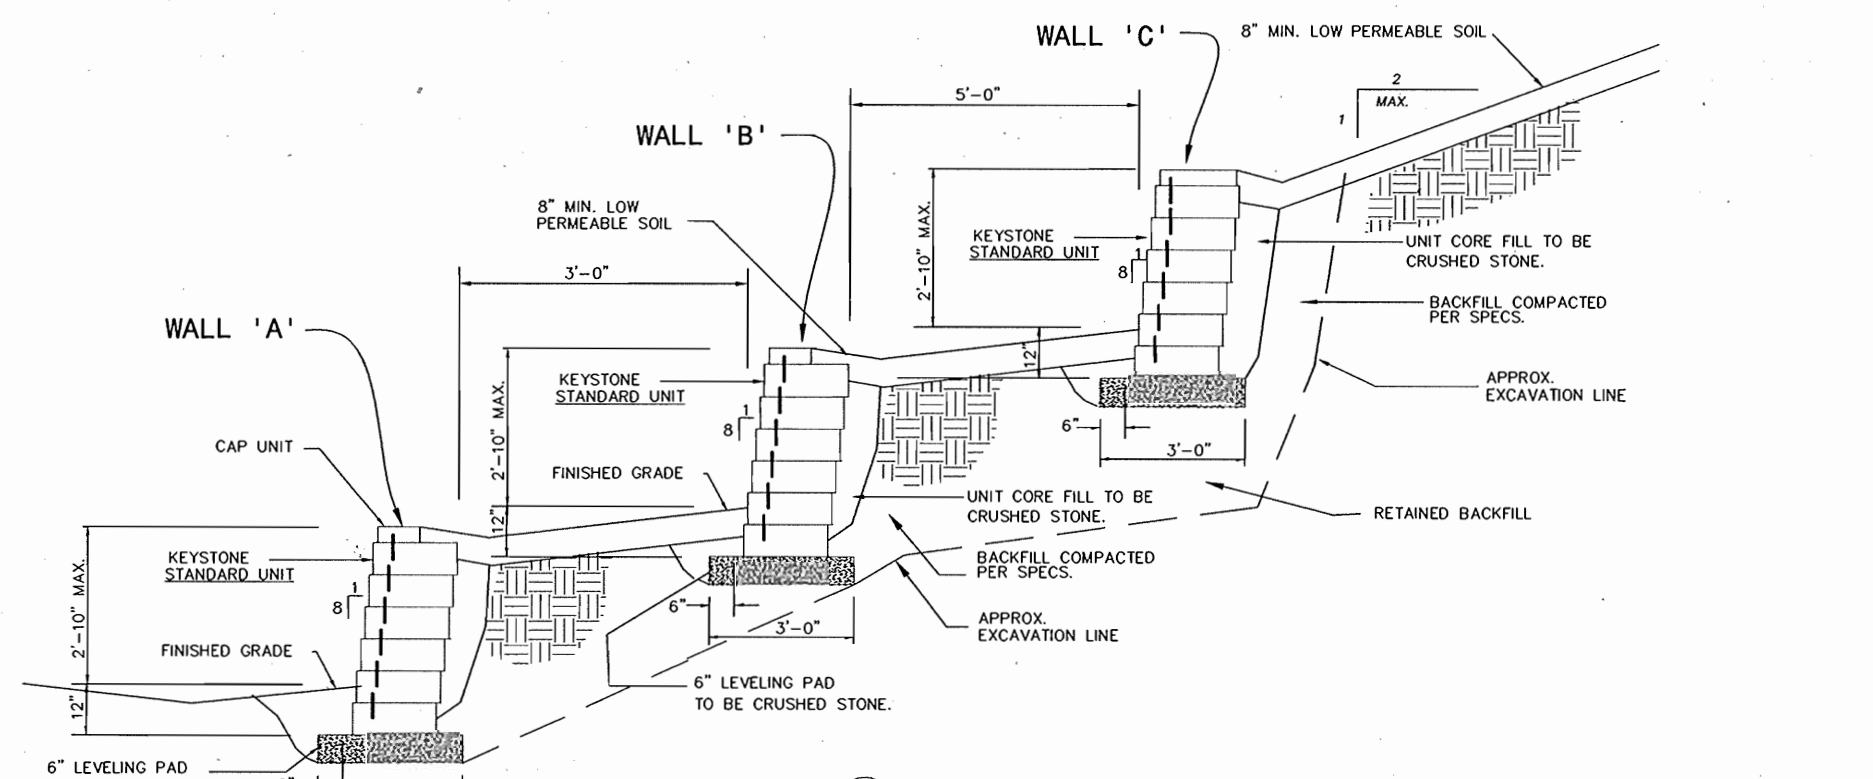 WALL 'C'
8" MIN. LOW PERMEABLE SOIL
2
MAX.
1
5'-0"
WALL 'B'
8" MIN. LOW
PERMEABLE SOIL
2'-10" MAX.
KEYSTONE
STANDARD UNIT
1
8
UNIT CORE FILL TO BE
CRUSHED STONE.
BACKFILL COMPACTED
PER SPECS.
3'-0"
WALL 'A'
12"
APPROX.
EXCAVATION LINE
6"
3'-0"
RETAINED BACKFILL
KEYSTONE
STANDARD UNIT
1
8
2'-10" MAX.
CAP UNIT
FINISHED GRADE
12"
UNIT CORE FILL TO BE
CRUSHED STONE.
BACKFILL COMPACTED
PER SPECS.
KEYSTONE
STANDARD UNIT
1
8
2'-10" MAX.
6"
3'-0"
APPROX.
EXCAVATION LINE
FINISHED GRADE
6" LEVELING PAD
TO BE CRUSHED STONE.
12"
6" LEVELING PAD